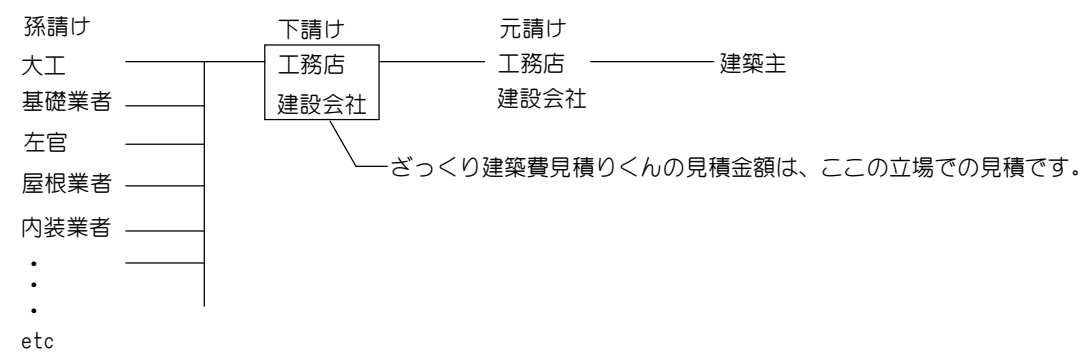 孫請け
大工
基礎業者
左官
屋根業者
内装業者
・
・
・
etc
下請け
工務店
建設会社
元請け
工務店
建設会社
建築主
ざっくり建築費見積りくんの見積金額は、ここの立場での見積です。